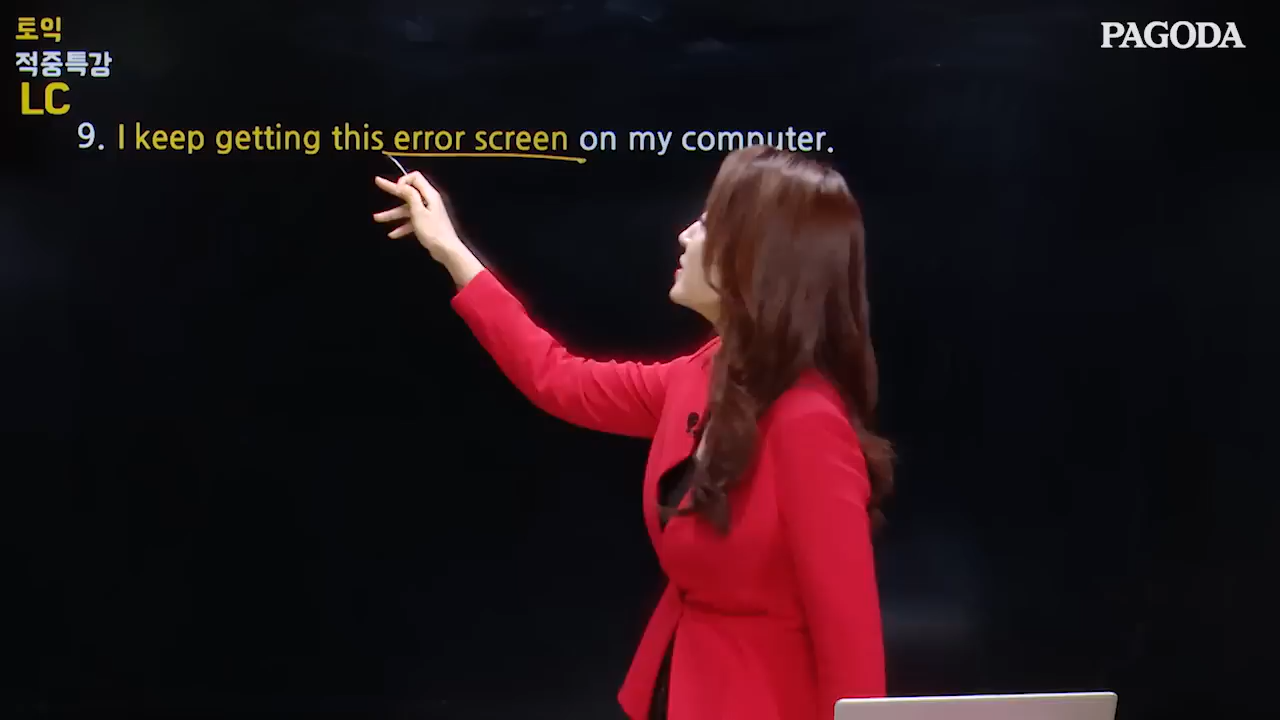 토익
적중특강
LC
PAGODA
9. I keep getting this error screen on my computer.